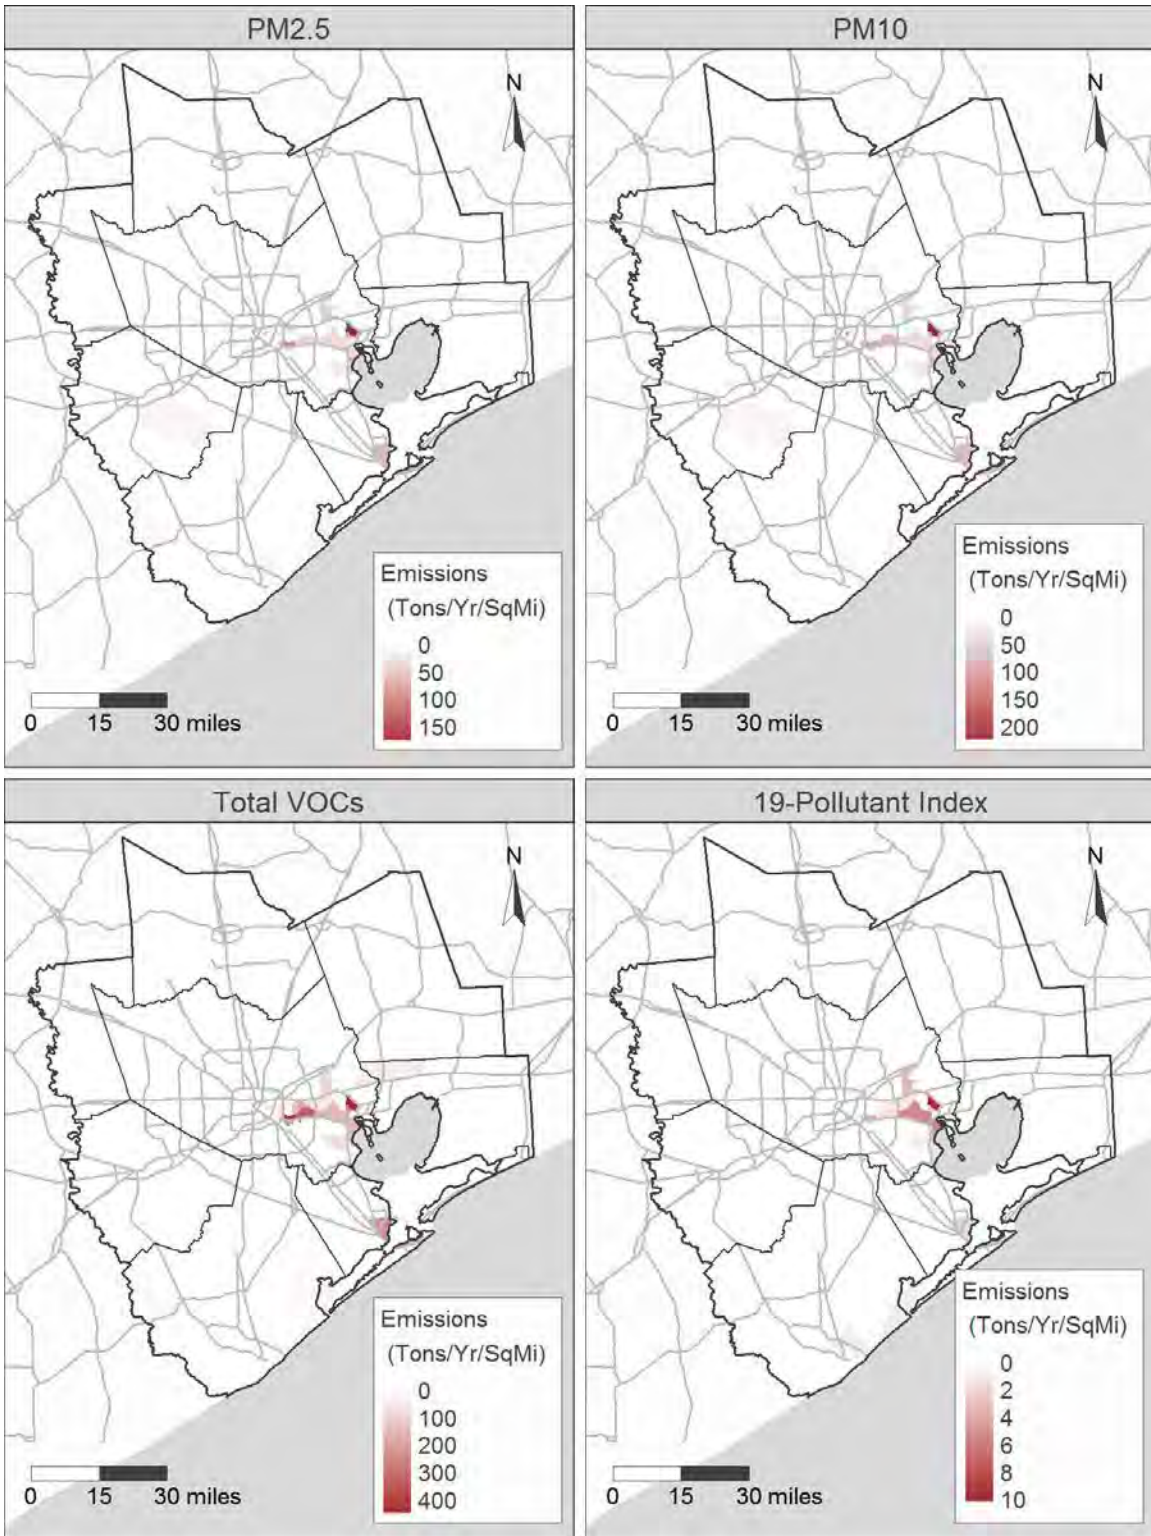 PM2.5
N
Emissions
(Tons/Yr/SqMi)
0
50
100
150
0 15 30 miles
PM10
N
Emissions
(Tons/Yr/SqMi)
0
50
100
150
200
0 15 30 miles
Total VOCs
N
Emissions
(Tons/Yr/SqMi)
0
100
200
300
400
0 15 30 miles
19-Pollutant Index
N
Emissions
(Tons/Yr/SqMi)
0
2
4
6
8
10
0 15 30 miles